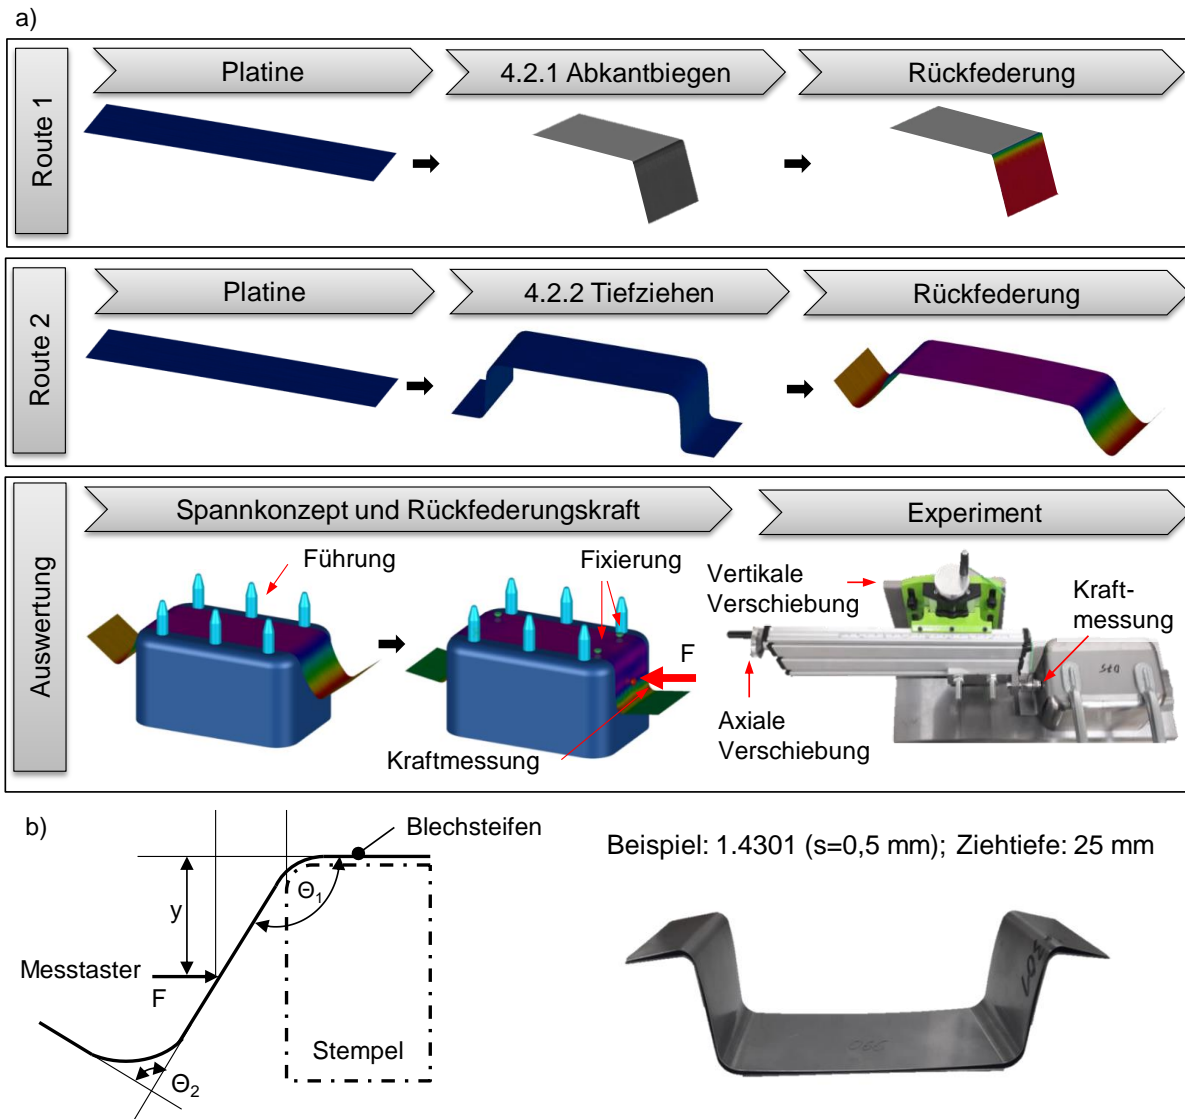 a)
Route 1
Platine
4.2.1 Abkantbiegen
Rückfederung
Route 2
Platine
4.2.2 Tiefziehen
Rückfederung
Auswertung
Spannkonzept und Rückfederungskraft
Experiment
Führung
Fixierung
F
Kraftmessung
Vertikale
Verschiebung
Kraft-
messung
Axiale
Verschiebung
b)
Blechsteifen
Θ1
y
Messtaster
F
Stempel
Θ2
Beispiel: 1.4301 (s=0,5 mm); Ziehtiefe: 25 mm